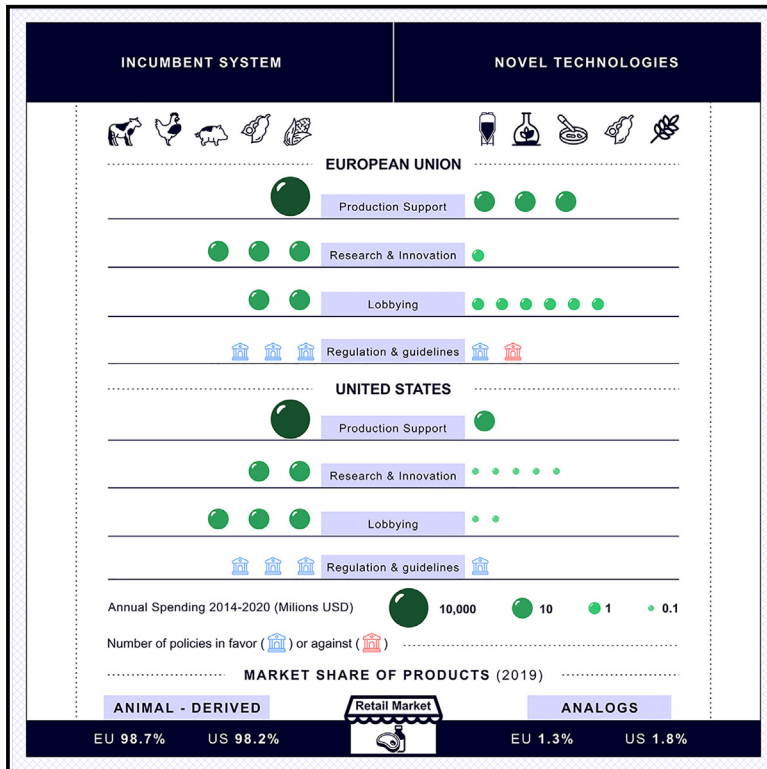 INCUMBENT SYSTEM
NOVEL TECHNOLOGIES
EUROPEAN UNION
Production Support
Research & Innovation
Lobbying
Regulation & guidelines
UNITED STATES
Production Support
Research & Innovation
Lobbying
Regulation & guidelines
Annual Spending 2014-2020 (Milions USD) 10,000 10 1 0.1
Number of policies in favor ( ) or against ( )
MARKET SHARE OF PRODUCTS (2019)
ANIMAL - DERIVED
Retail Market
ANALOGS
EU 98.7% US 98.2% EU 1.3% US 1.8%